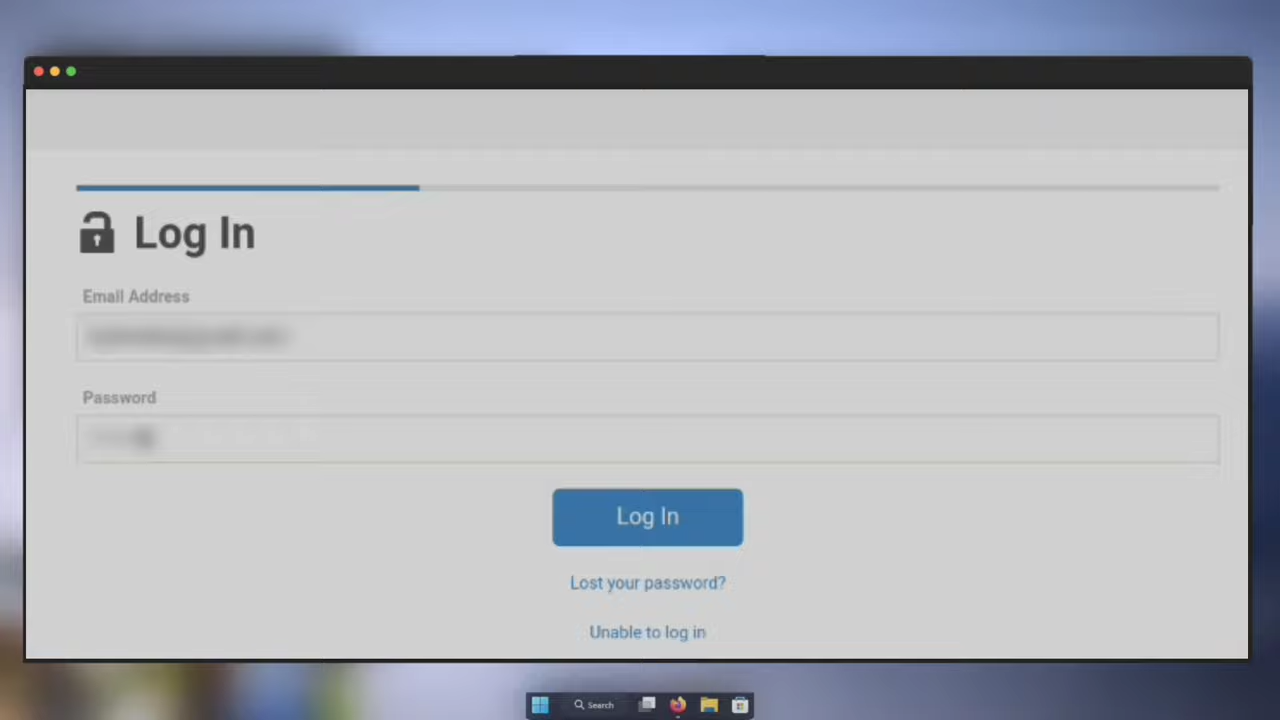 Log In
Email Address
Password
Log In
Lost your password?
Unable to log in
Search